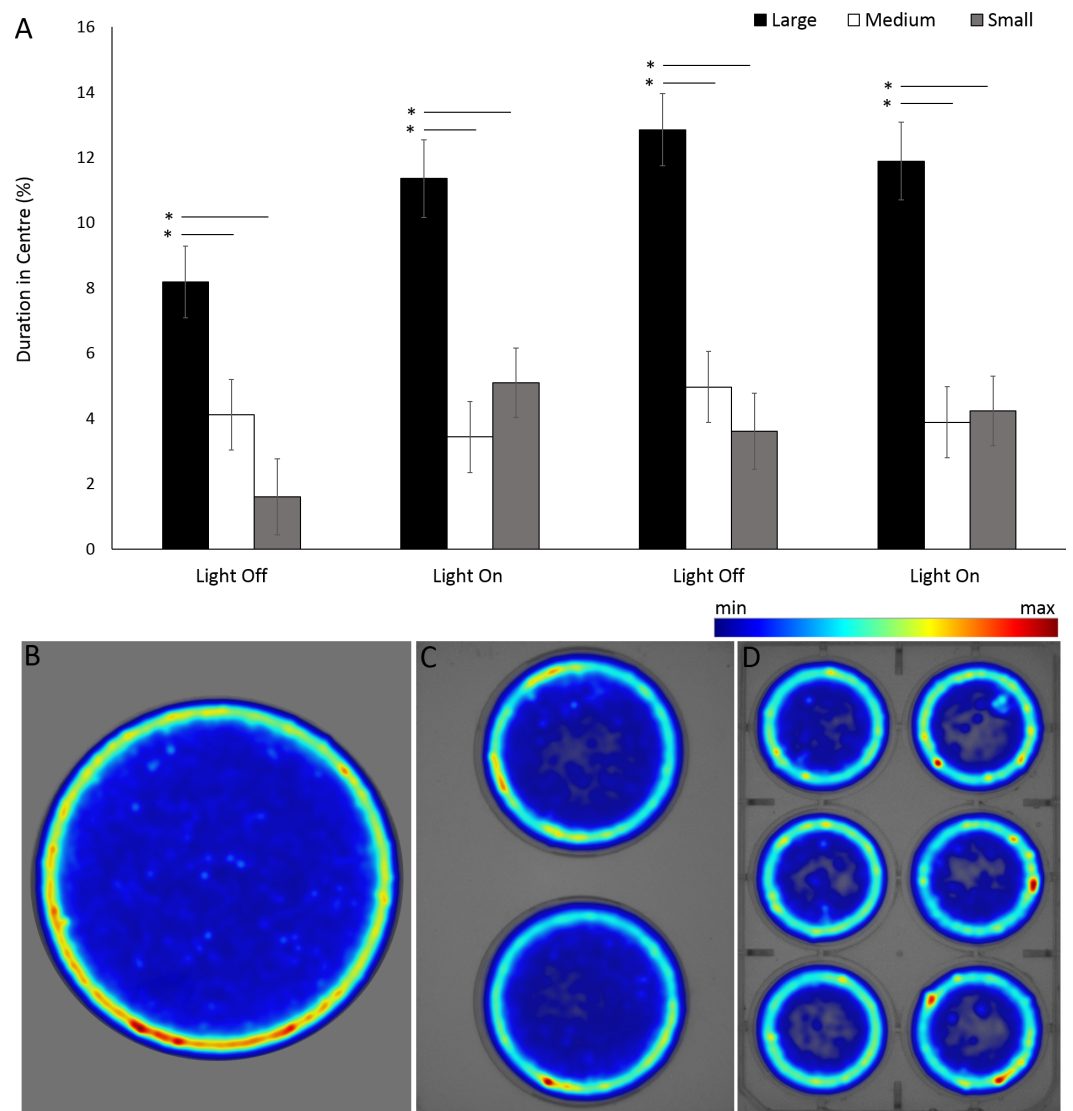 A
Large Medium Small
Duration in Centre (%)
16
14
12
10
8
6
4
2
0
* 
*
*
*
*
*
*
*
Light Off Light On Light Off Light On
min max
B
C
D